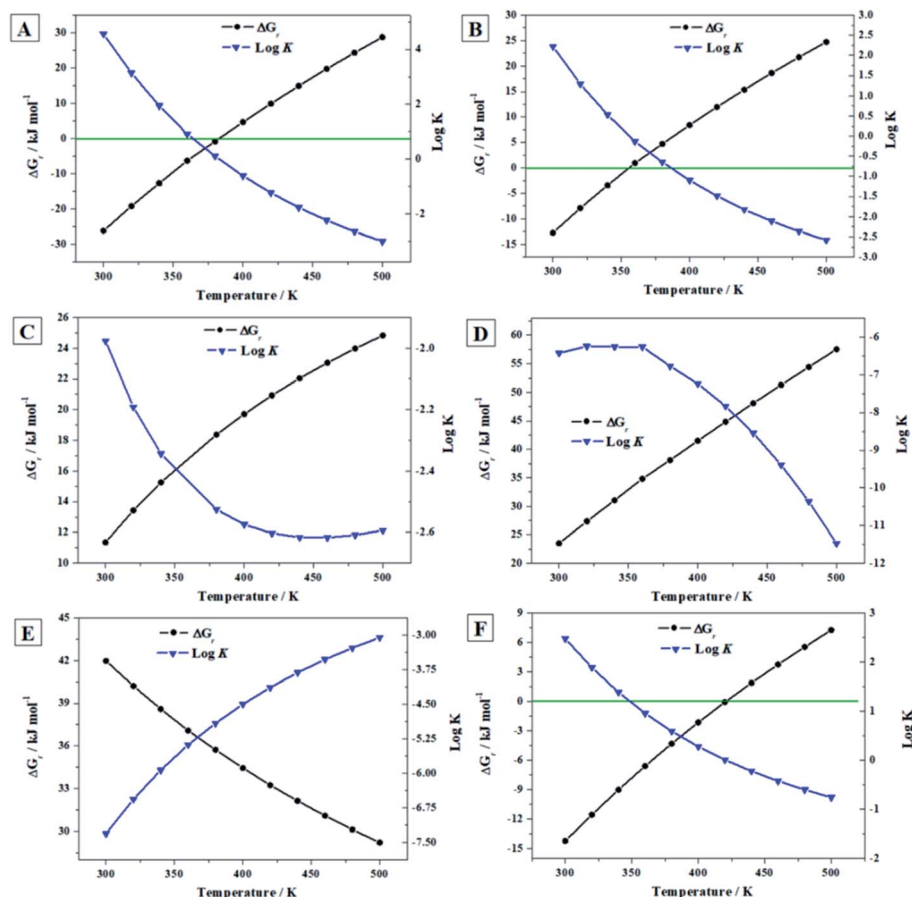 A
ΔGr
Log K
ΔGr / kJ mol-1
30
20
10
0
-10
-20
-30
4
2
0
-2
Log K
300 350 400 450 500
Temperature / K
B
ΔGr
Log K
ΔGr / kJ mol-1
30
25
20
15
10
5
0
-5
-10
-15
3.0
2.5
2.0
1.5
1.0
0.5
0.0
-0.5
-1.0
-1.5
-2.0
-2.5
3.0
Log K
300 350 400 450 500
Temperature / K
C
ΔGr
Log K
ΔGr / kJ mol-1
26
24
22
20
18
16
14
12
10
-2.0
-2.2
-2.4
-2.6
Log K
300 350 400 450 500
Temperature / K
D
ΔGr
Log K
ΔGr / kJ mol-1
60
55
50
45
40
35
30
25
20
-6
-7
-8
-9
-10
-11
-12
Log K
300 350 400 450 500
Temperature / K
E
ΔGr
Log K
ΔGr / kJ mol-1
45
42
39
36
33
30
-3.00
-3.75
-4.50
-5.25
-6.00
-6.75
-7.50
Log K
300 350 400 450 500
Temperature / K
F
ΔGr
Log K
ΔGr / kJ mol-1
9
6
3
0
-3
-6
-9
-12
-15
3
2
1
0
-1
-2
Log K
300 350 400 450 500
Temperature / K